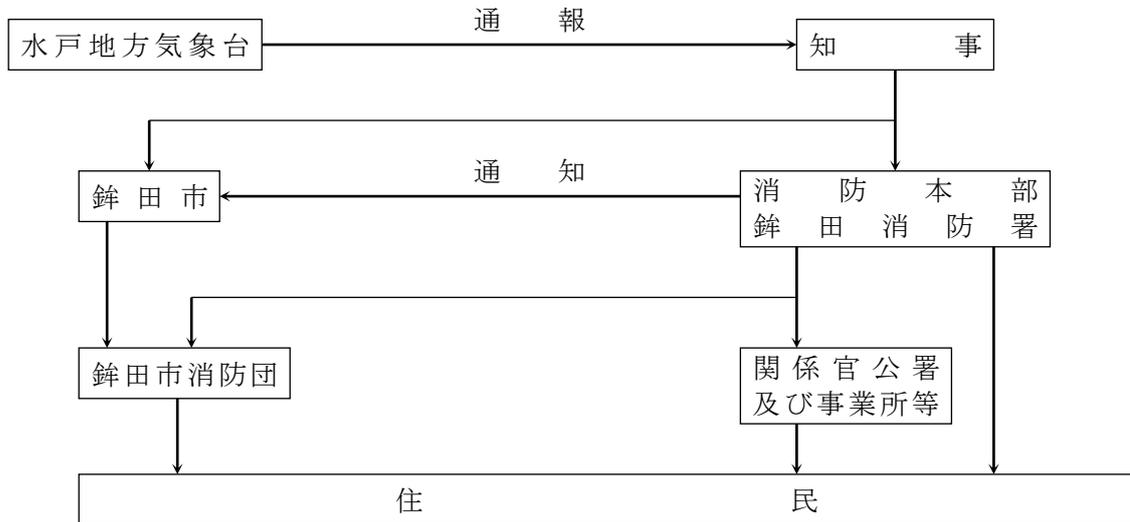 通報
水戸地方気象台
知事
通知
鉾田市
消防本部
鉾田消防署
鉾田市消防団
関係官公署
及び事業所等
住民